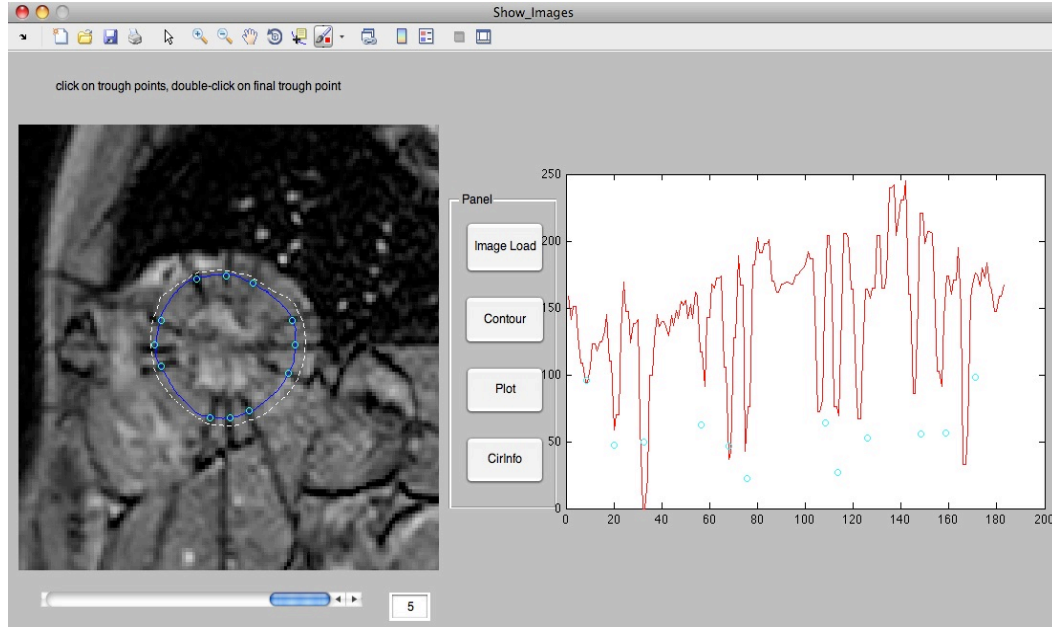 Show_Images
click on trough points, double-click on final trough point
Panel
Image Load
Contour
Plot
CirInfo
250
200
150
100
50
0
0 20 40 60 80 100 120 140 160 180 200
5